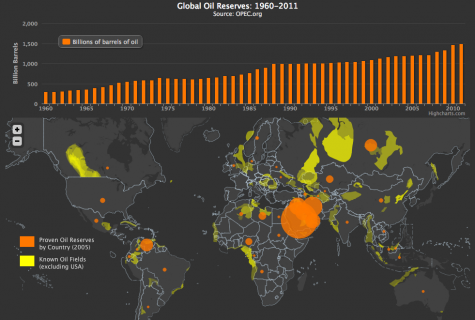 Global Oil Reserves: 1960-2011
Source: OPEC.org
2,000
1,500
1,000
500
0
Billion Barrels
Billions of barrels of oil
1960
1965
1970
1975
1980
1985
1990
1995
2000
2005
2010
Highcharts.com
+
−
Proven Oil Reserves
by Country (2005)
Known Oil Fields
(excluding USA)